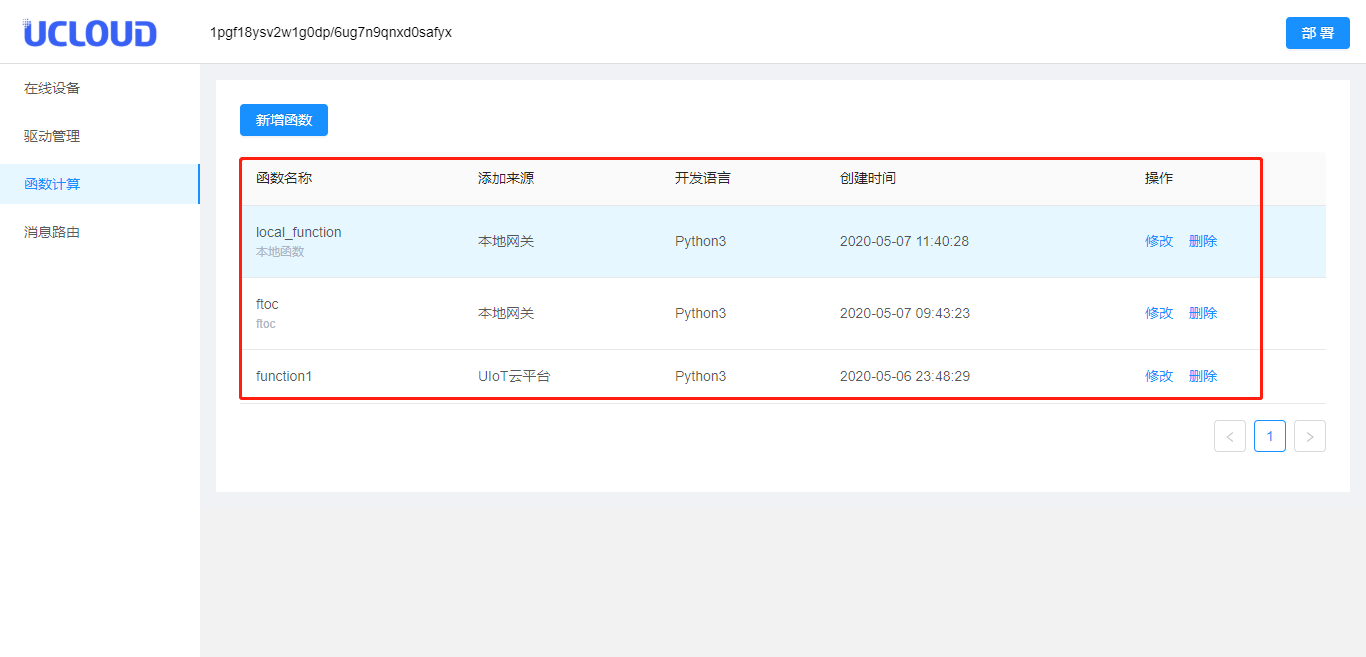 UCLOUD
1pgf18ysv2w1g0dp/6ug7n9qnxd0safyx
部 署
在线设备
驱动管理
函数计算
消息路由
新增函数
函数名称 添加来源 开发语言 创建时间 操作
local_function
本地函数
本地网关 Python3 2020-05-07 11:40:28 修改 删除
ftoc
ftoc
本地网关 Python3 2020-05-07 09:43:23 修改 删除
function1 UIoT云平台 Python3 2020-05-06 23:48:29 修改 删除
< 1 >